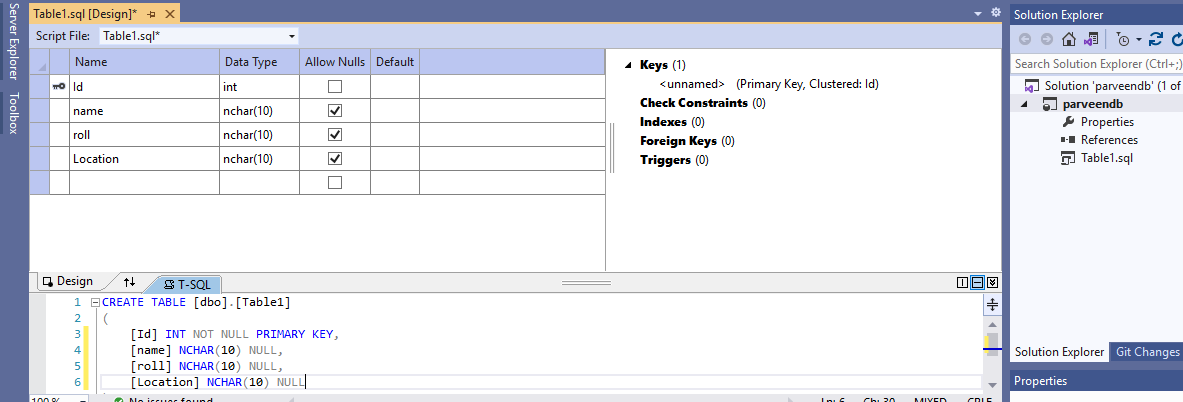 Server Explorer
Toolbox
Table1.sql [Design]*
Script File: Table1.sql*
Name Data Type Allow Nulls Default
Id int
name nchar(10)
roll nchar(10)
Location nchar(10)
Keys (1)
<unnamed> (Primary Key, Clustered: Id)
Check Constraints (0)
Indexes (0)
Foreign Keys (0)
Triggers (0)
Design T-SQL
1 CREATE TABLE [dbo].[Table1]
2 (
3 [Id] INT NOT NULL PRIMARY KEY,
4 [name] NCHAR(10) NULL,
5 [roll] NCHAR(10) NULL,
6 [Location] NCHAR(10) NULL
100 % No issues found Ln: 6 Ch: 30 MIXED CRLF
Solution Explorer
Search Solution Explorer (Ctrl+;)
Solution 'parveendb' (1 of
parveendb
Properties
References
Table1.sql
Solution Explorer Git Changes
Properties